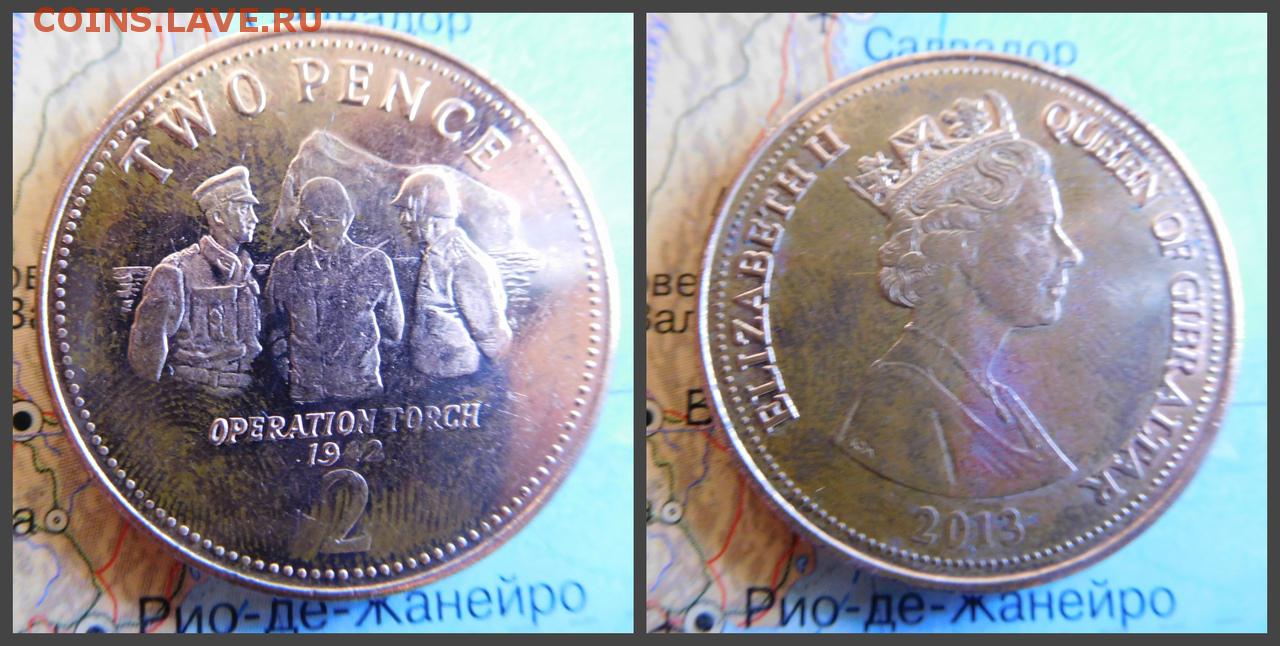 COINS.LAVE.RU
Салвадор
TWO PENCE
OPERATION TORCH
1942
2
Рио-де-Жанейро
Салвадор
ELIZABETH II
QUEEN OF GIBRALTAR
2013
Рио-де-Жанейро